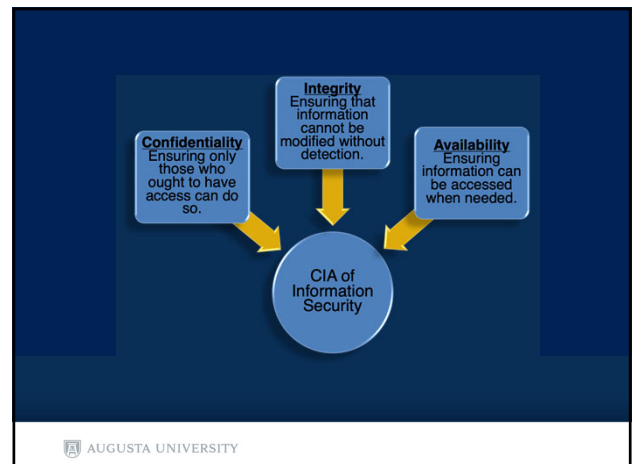 Confidentiality
Ensuring only
those who
ought to have
access can do
so.
Integrity
Ensuring that
information
cannot be
modified without
detection.
Availability
Ensuring
information can
be accessed
when needed.
CIA of
Information
Security
AUGUSTA UNIVERSITY